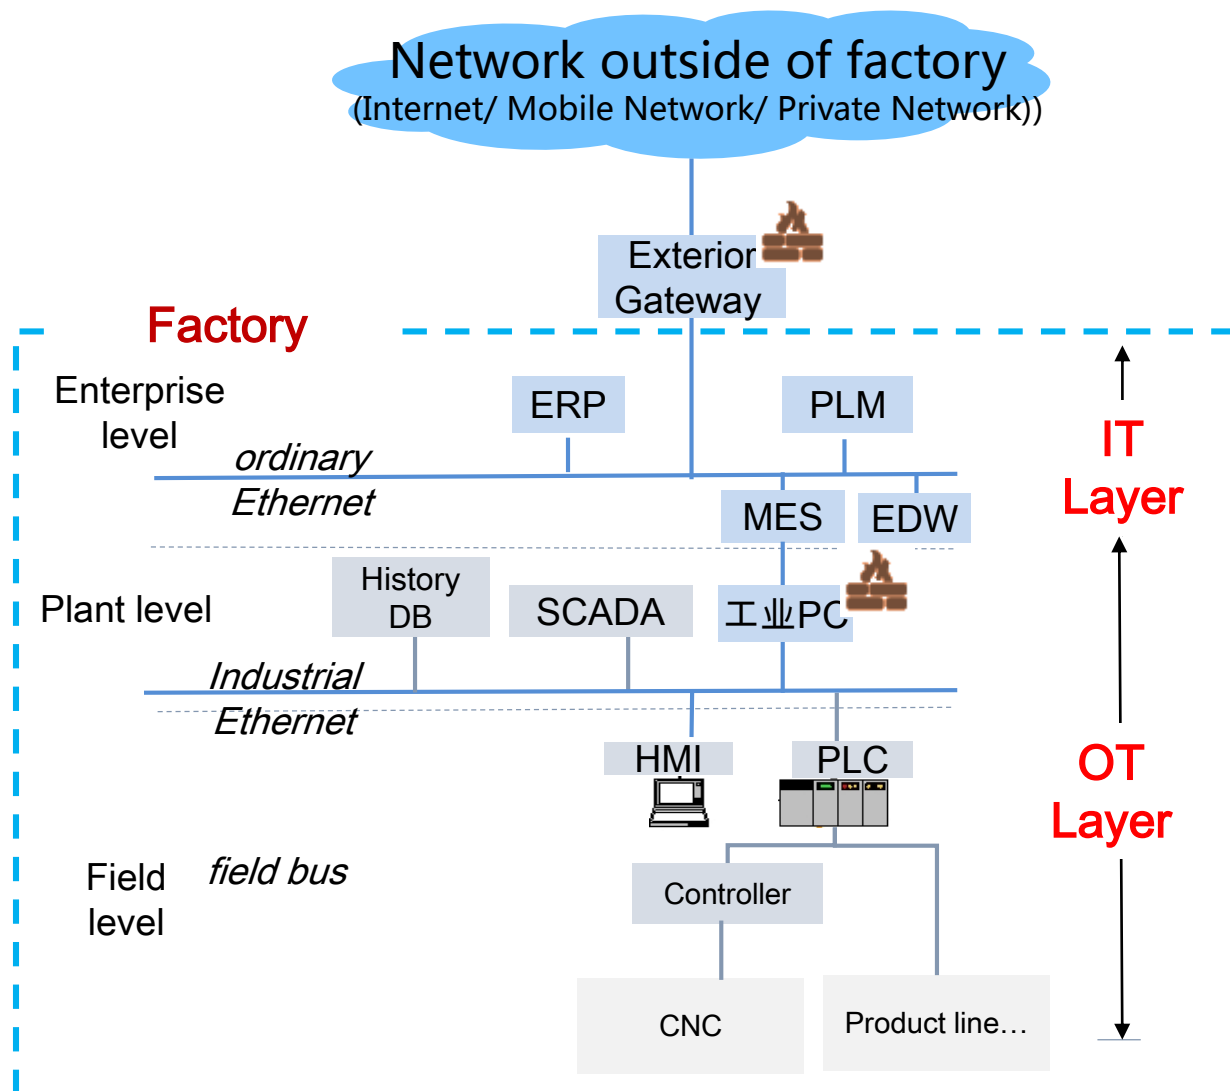 Network outside of factory
(Internet/ Mobile Network/ Private Network))
Exterior
Gateway
Factory
Enterprise
level
ERP
PLM
IT
Layer
ordinary
Ethernet
MES
EDW
Plant level
History
DB
SCADA
工业PC
Industrial
Ethernet
HMI
PLC
OT
Layer
Field
level
field bus
Controller
CNC
Product line…